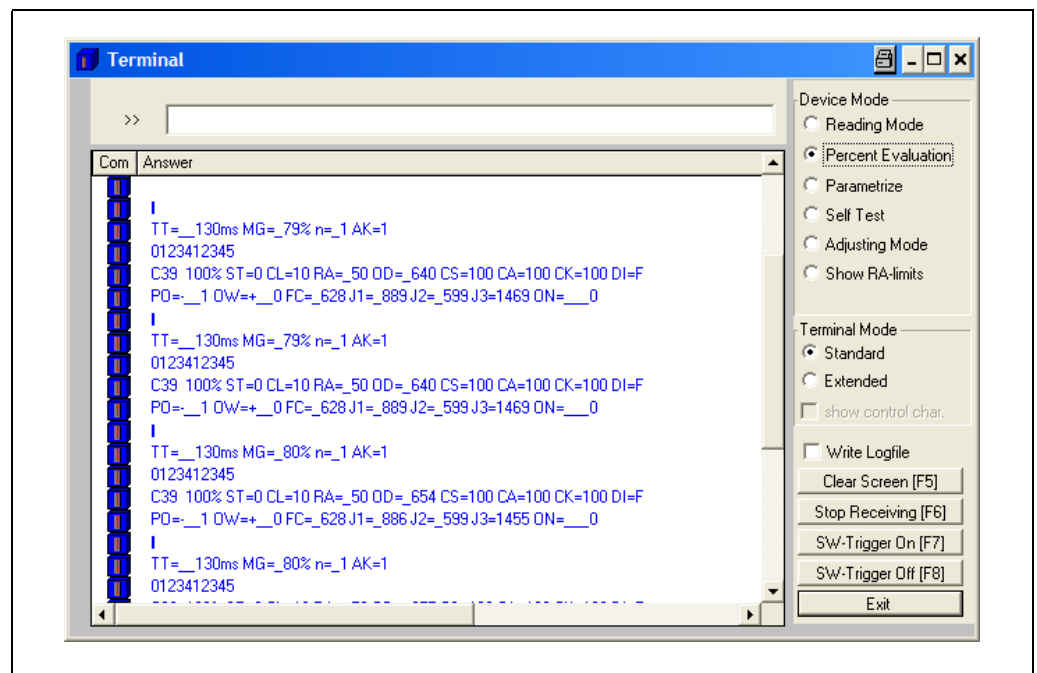 Terminal
>>
Com Answer
I
TT=__130ms MG=_79% n=_1 AK=1
0123412345
C39 100% ST=0 CL=10 RA=_50 OD=_640 CS=100 CA=100 CK=100 DI=F
PO=-__1 OW=+__0 FC=_628 J1=_889 J2=_599 J3=1469 ON=___0
I
TT=__130ms MG=_79% n=_1 AK=1
0123412345
C39 100% ST=0 CL=10 RA=_50 OD=_640 CS=100 CA=100 CK=100 DI=F
PO=-__1 OW=+__0 FC=_628 J1=_889 J2=_599 J3=1469 ON=___0
I
TT=__130ms MG=_80% n=_1 AK=1
0123412345
C39 100% ST=0 CL=10 RA=_50 OD=_654 CS=100 CA=100 CK=100 DI=F
PO=-__1 OW=+__0 FC=_628 J1=_886 J2=_599 J3=1455 ON=___0
I
TT=__130ms MG=_80% n=_1 AK=1
0123412345
Device Mode
Reading Mode
Percent Evaluation
Parametrize
Self Test
Adjusting Mode
Show RA-limits
Terminal Mode
Standard
Extended
show control char.
Write Logfile
Clear Screen [F5]
Stop Receiving [F6]
SW-Trigger On [F7]
SW-Trigger Off [F8]
Exit